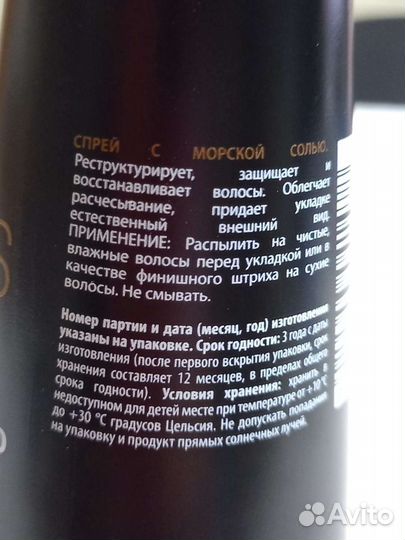 СПРЕЙ С МОРСКОЙ СОЛЬЮ.
Реструктурирует, защищает и
восстанавливает волосы. Облегчает
расчесывание, придает укладке
естественный внешний вид.
ПРИМЕНЕНИЕ: Распылить на чистые,
влажные волосы перед укладкой или в
качестве финишного штриха на сухие
волосы. Не смывать.
Номер партии и дата (месяц, год) изготовления
указаны на упаковке. Срок годности: 3 года с даты
изготовления (после первого вскрытия упаковки, срок
хранения составляет 12 месяцев, в пределах общего
срока годности). Условия хранения: хранить в
недоступном для детей месте при температуре от +10 °C
до +30 °C градусов Цельсия. Не допускать попадания
на упаковку и продукт прямых солнечных лучей.
Avito